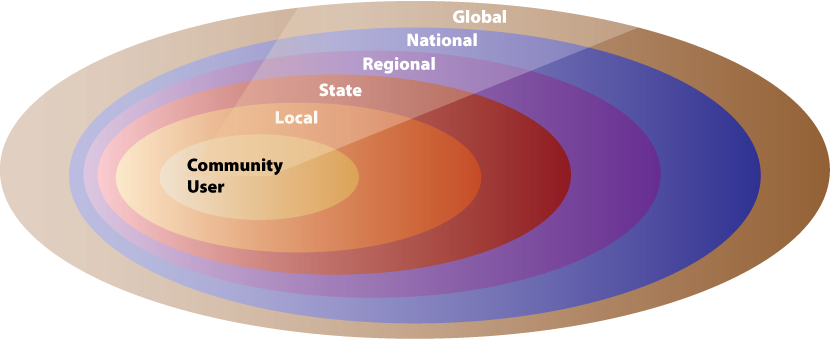 Global
National
Regional
State
Local
Community
User